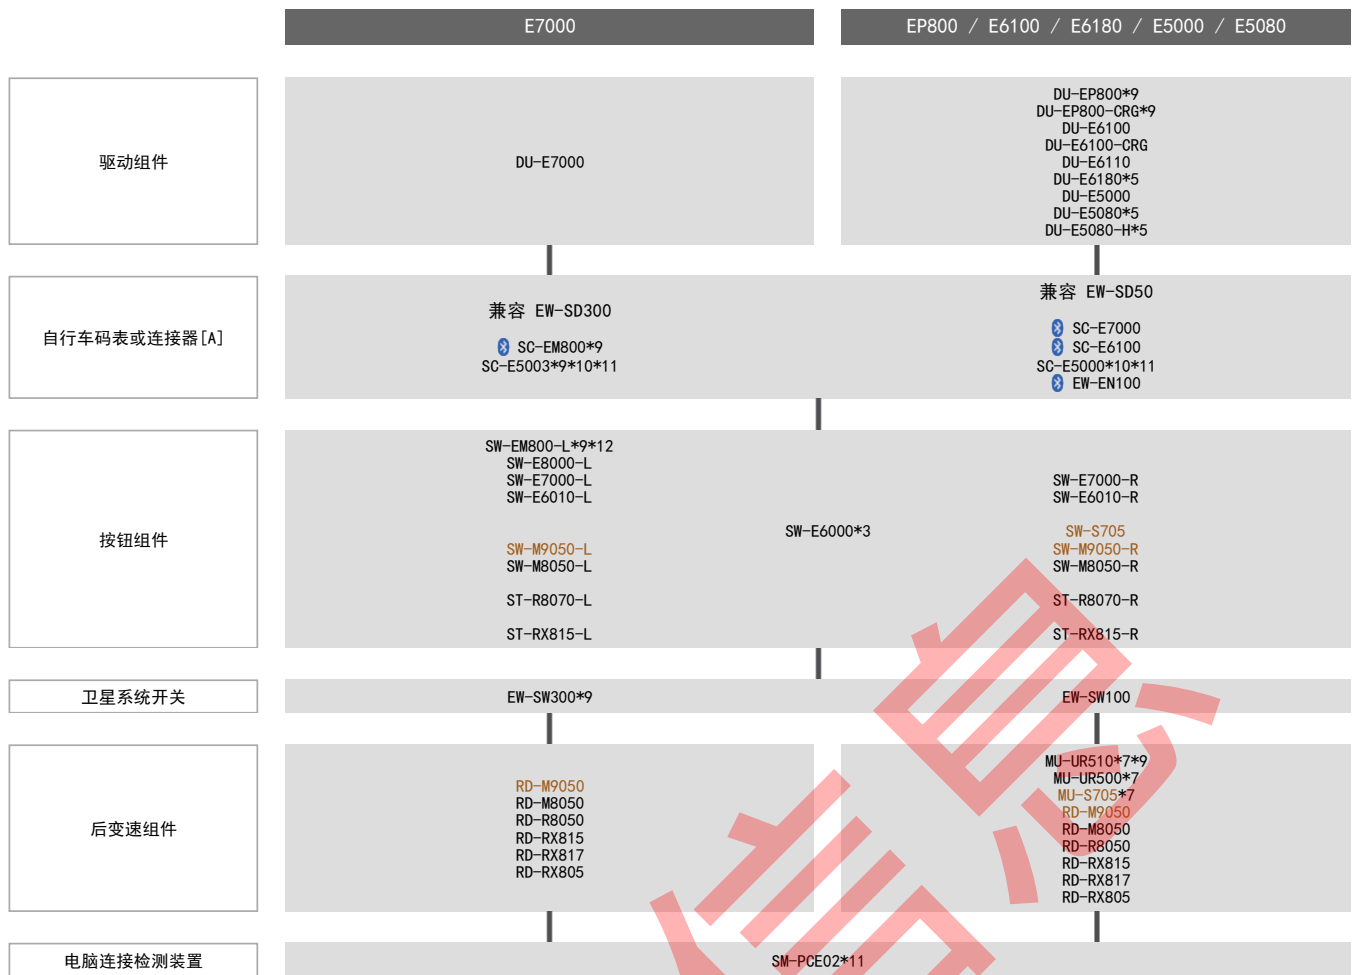 E7000
EP800 / E6100 / E6180 / E5000 / E5080
驱动组件
DU-E7000
DU-EP800*9
DU-EP800-CRG*9
DU-E6100
DU-E6100-CRG
DU-E6110
DU-E6180*5
DU-E5000
DU-E5080*5
DU-E5080-H*5
自行车码表或连接器[A]
兼容 EW-SD300
SC-EM800*9
SC-E5003*9*10*11
兼容 EW-SD50
SC-E7000
SC-E6100
SC-E5000*10*11
EW-EN100
按钮组件
SW-EM800-L*9*12
SW-E8000-L
SW-E7000-L
SW-E6010-L
SW-M9050-L
SW-M8050-L
ST-R8070-L
ST-RX815-L
SW-E6000*3
SW-E7000-R
SW-E6010-R
SW-S705
SW-M9050-R
SW-M8050-R
ST-R8070-R
ST-RX815-R
卫星系统开关
EW-SW300*9
EW-SW100
后变速组件
RD-M9050
RD-M8050
RD-R8050
RD-RX815
RD-RX817
RD-RX805
MU-UR510*7*9
MU-UR500*7
MU-S705*7
RD-M9050
RD-M8050
RD-R8050
RD-RX815
RD-RX817
RD-RX805
电脑连接检测装置
SM-PCE02*11
信息